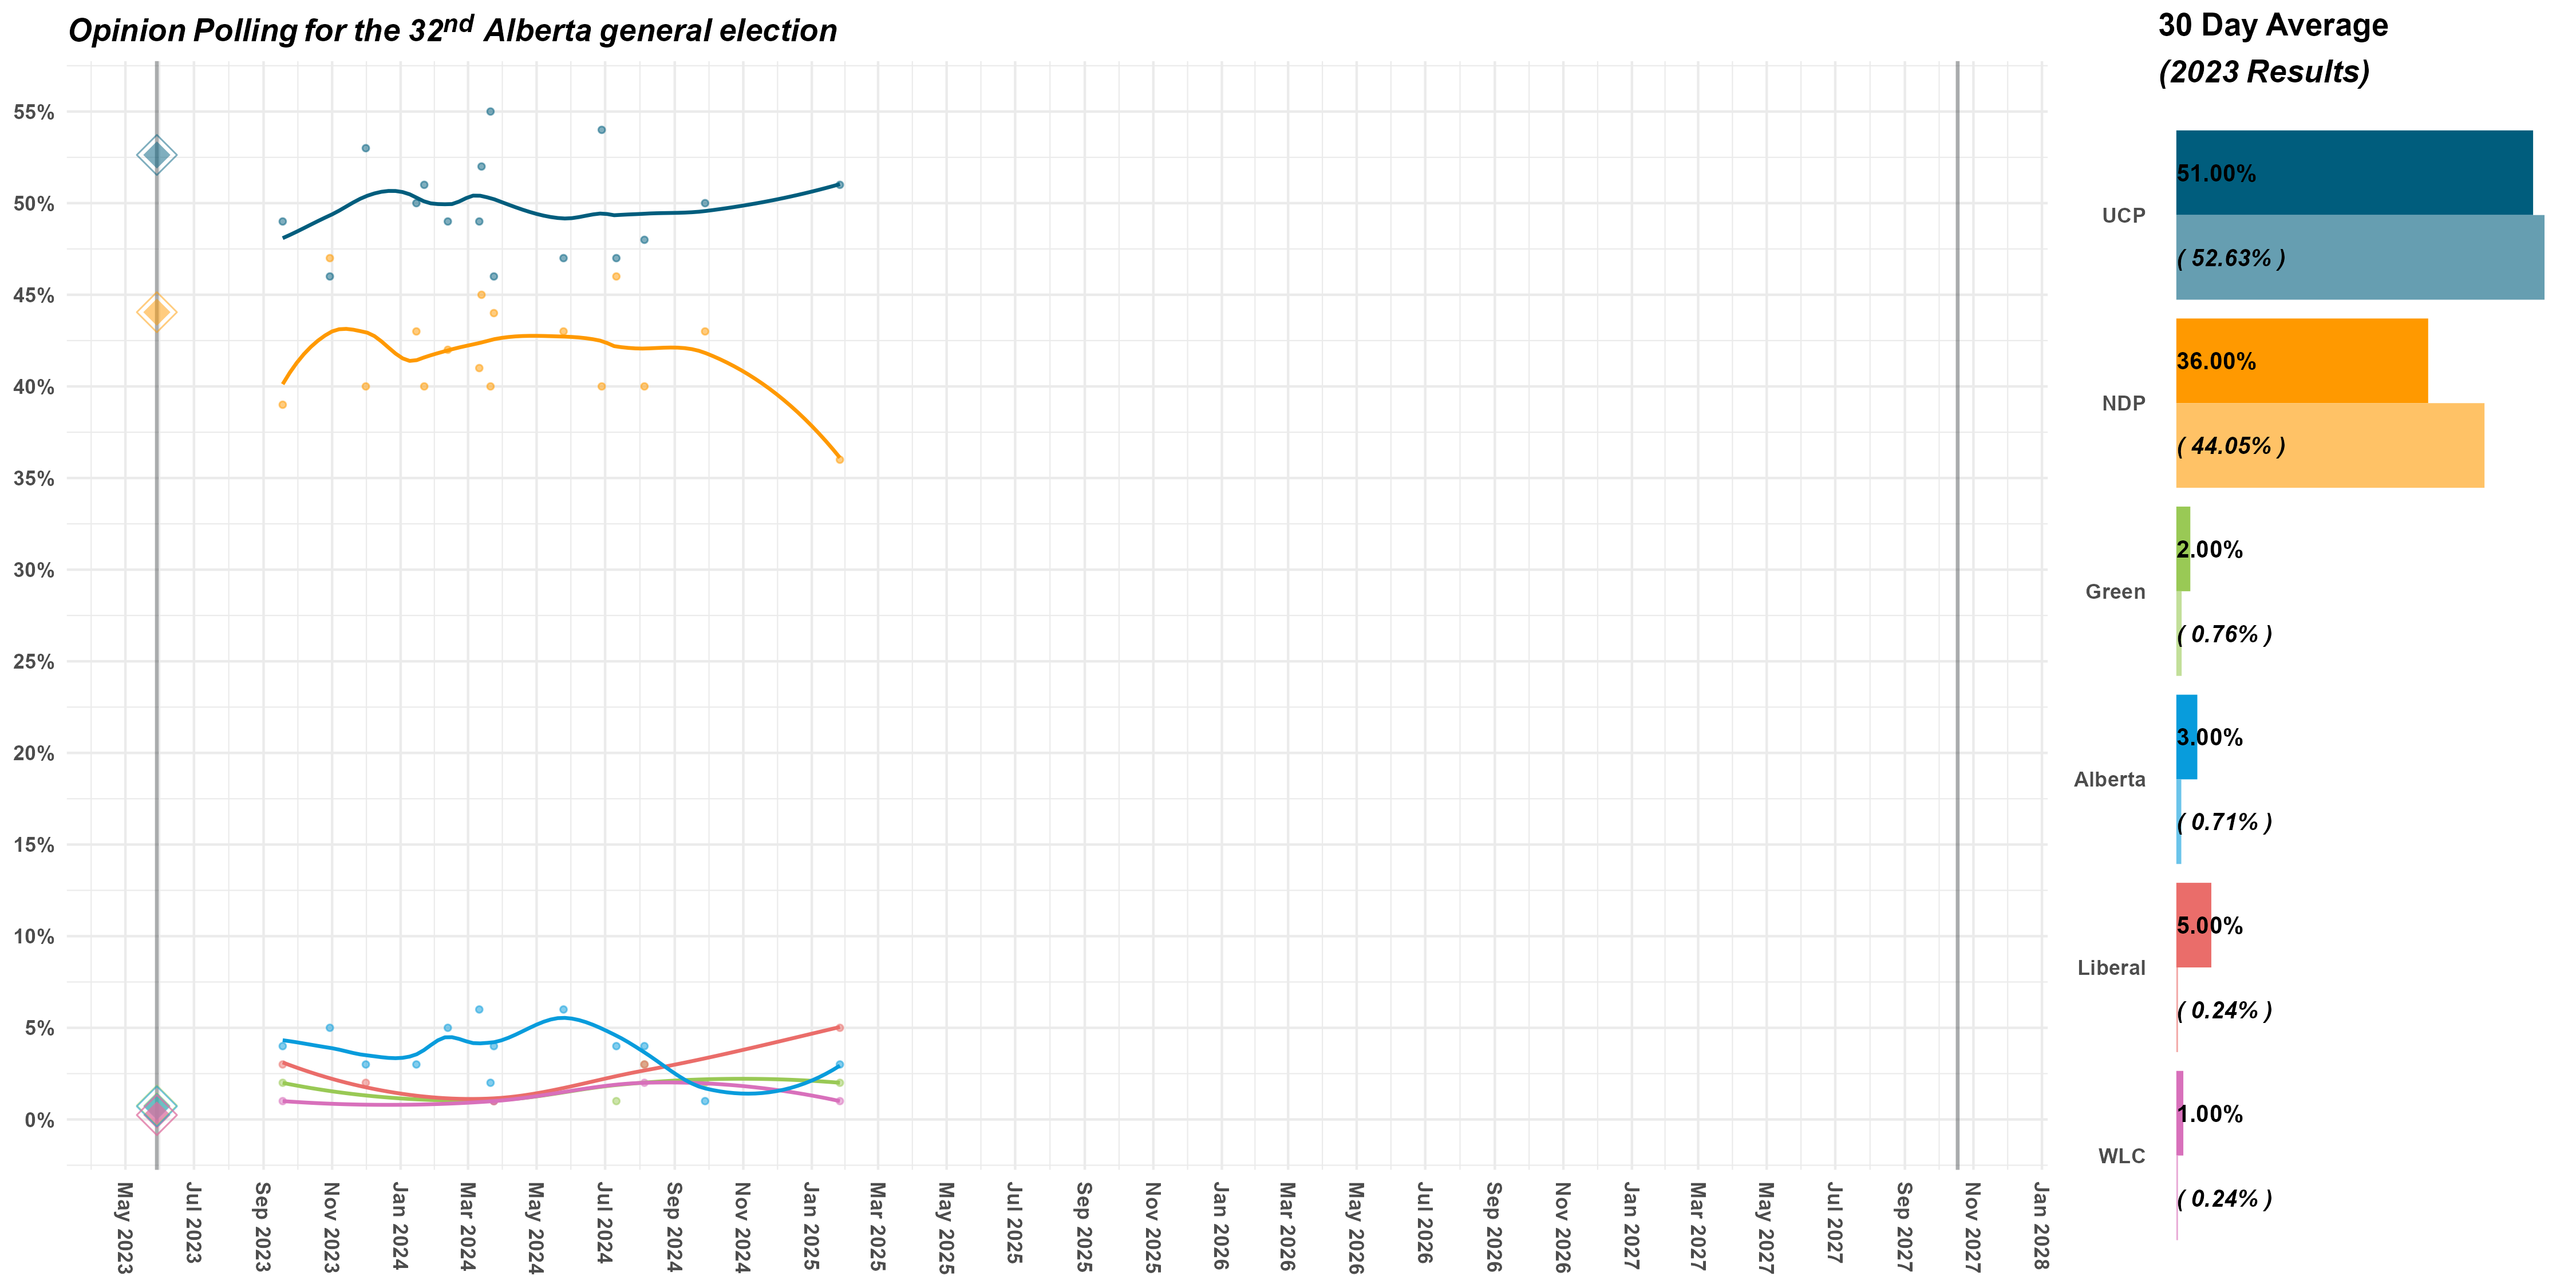 Opinion Polling for the 32nd Alberta general election
55%
50%
45%
40%
35%
30%
25%
20%
15%
10%
5%
0%
May 2023
Jul 2023
Sep 2023
Nov 2023
Jan 2024
Mar 2024
May 2024
Jul 2024
Sep 2024
Nov 2024
Jan 2025
Mar 2025
May 2025
Jul 2025
Sep 2025
Nov 2025
Jan 2026
Mar 2026
May 2026
Jul 2026
Sep 2026
Nov 2026
Jan 2027
Mar 2027
May 2027
Jul 2027
Sep 2027
Nov 2027
Jan 2028
30 Day Average
(2023 Results)
UCP
51.00%
( 52.63% )
NDP
36.00%
( 44.05% )
Green
2.00%
( 0.76% )
Alberta
3.00%
( 0.71% )
Liberal
5.00%
( 0.24% )
WLC
1.00%
( 0.24% )